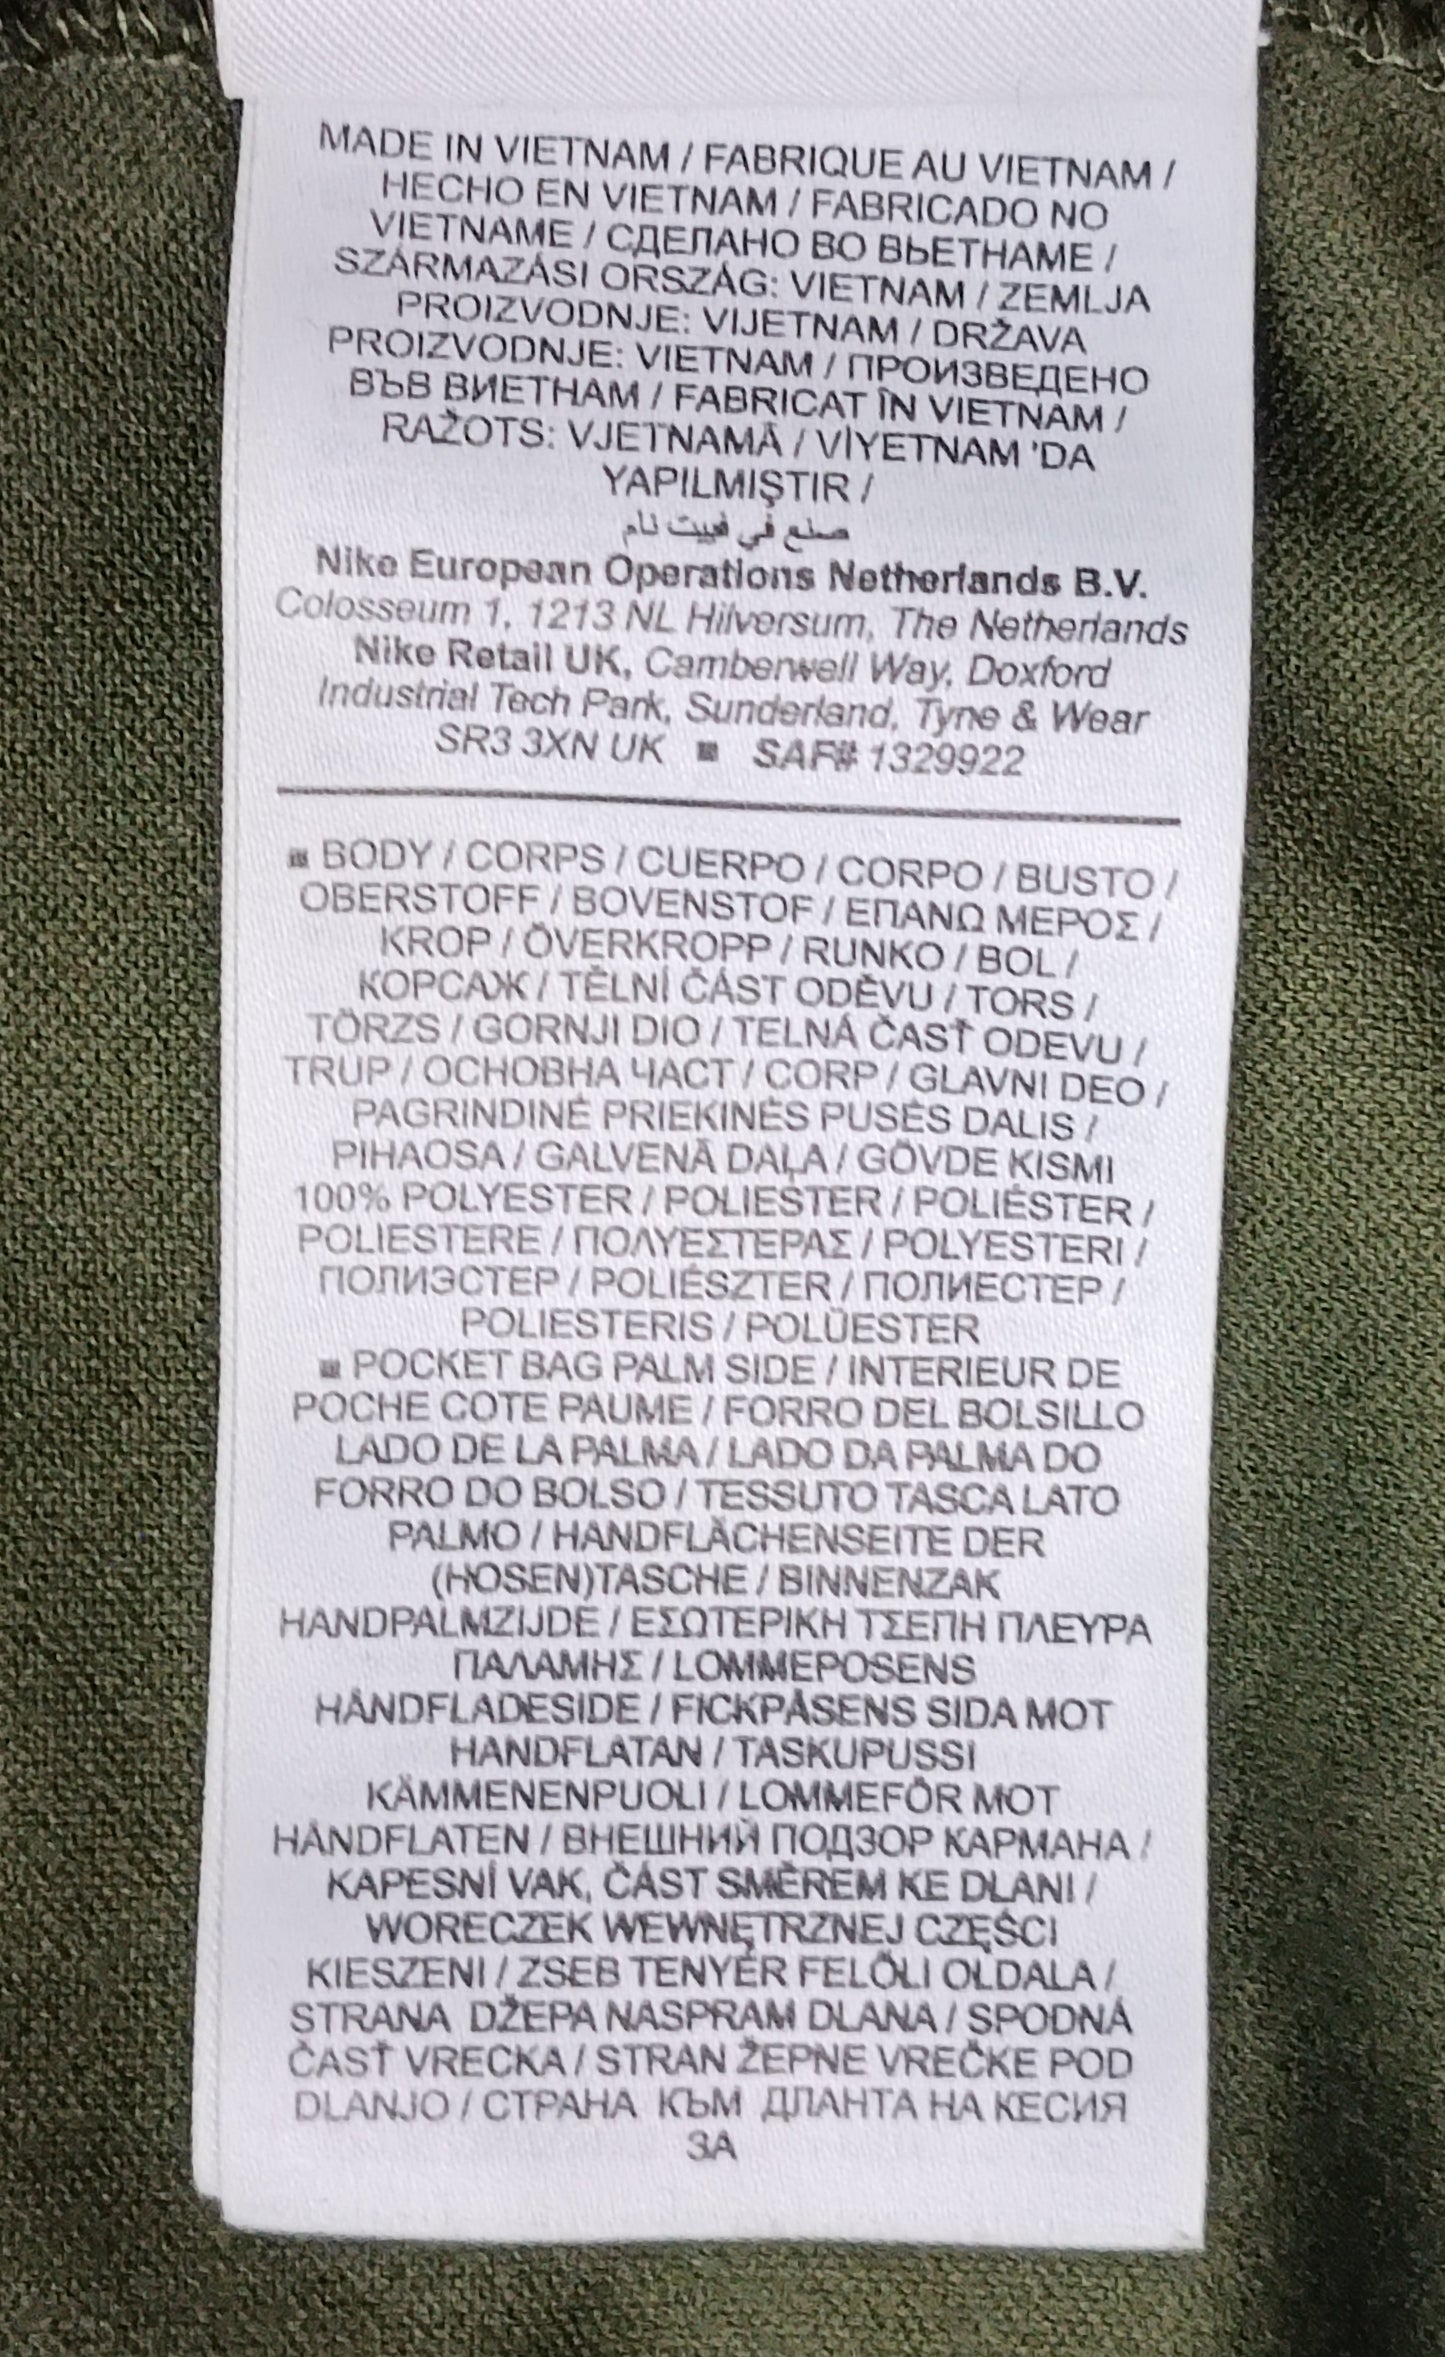 MADE IN VIETNAM / FABRIQUE AU VIETNAM /
HECHO EN VIETNAM / FABRICADO NO
VIETNAME / СДЕЛАНО ВО ВЬЕТНАМЕ /
SZÁRMAZÁSI ORSZÁG: VIETNAM / ZEMLJA
PROIZVODNJE: VIJETNAM / DRŽAVA
PROIZVODNJE: VIETNAM / ПРОИЗВЕДЕНО
ВЪВ ВИЕТНАМ / FABRICAT ÎN VIETNAM /
RAŽOTS: VJETNAMĀ / VİYETNAM 'DA
YAPILMIŞTIR /
صنع في فييت نام
Nike European Operations Netherlands B.V.
Colosseum 1, 1213 NL Hilversum, The Netherlands
Nike Retail UK, Camberwell Way, Doxford
Industrial Tech Park, Sunderland, Tyne & Wear
SR3 3XN UK ■ SAF# 1329922
■ BODY / CORPS / CUERPO / CORPO / BUSTO /
OBERSTOFF / BOVENSTOF / ΕΠΑΝΩ ΜΕΡΟΣ /
KROP / ÖVERKROPP / RUNKO / BOL /
КОРСАЖ / TĚLNÍ ČÁST ODĚVU / TORS /
TÖRZS / GORNJI DIO / TELNÁ ČASŤ ODEVU /
TRUP / ОСНОВНА ЧАСТ / CORP / GLAVNI DEO /
PAGRINDINĖ PRIEKINĖS PUSĖS DALIS /
PIHAOSA / GALVENĀ DAĻA / GÖVDE KISMI
100% POLYESTER / POLIESTER / POLIÉSTER /
POLIESTERE / ΠΟΛΥΕΣΤΕΡΑΣ / POLYESTERI /
ПОЛИЭСТЕР / POLIÉSZTER / ПОЛИЕСТЕР /
POLIESTERIS / POLÜESTER
■ POCKET BAG PALM SIDE / INTERIEUR DE
POCHE COTE PAUME / FORRO DEL BOLSILLO
LADO DE LA PALMA / LADO DA PALMA DO
FORRO DO BOLSO / TESSUTO TASCA LATO
PALMO / HANDFLÄCHENSEITE DER
(HOSEN)TASCHE / BINNENZAK
HANDPALMZIJDE / ΕΣΩΤΕΡΙΚΗ ΤΣΕΠΗ ΠΛΕΥΡΑ
ΠΑΛΑΜΗΣ / LOMMEPOSENS
HÅNDFLADESIDE / FICKPÅSENS SIDA MOT
HANDFLATAN / TASKUPUSSI
KÄMMENENPUOLI / LOMMEFÔR MOT
HÅNDFLATEN / ВНЕШНИЙ ПОДЗОР КАРМАНА /
KAPESNÍ VAK, ČÁST SMĚREM KE DLANI /
WORECZEK WEWNĘTRZNEJ CZĘŚCI
KIESZENI / ZSEB TENYÉR FELŐLI OLDALA /
STRANA DŽEPA NASPRAM DLANA / SPODNÁ
ČASŤ VRECKA / STRAN ŽEPNE VREČKE POD
DLANJO / СТРАНА КЪМ ДЛАНТА НА КЕСИЯ
ЗА